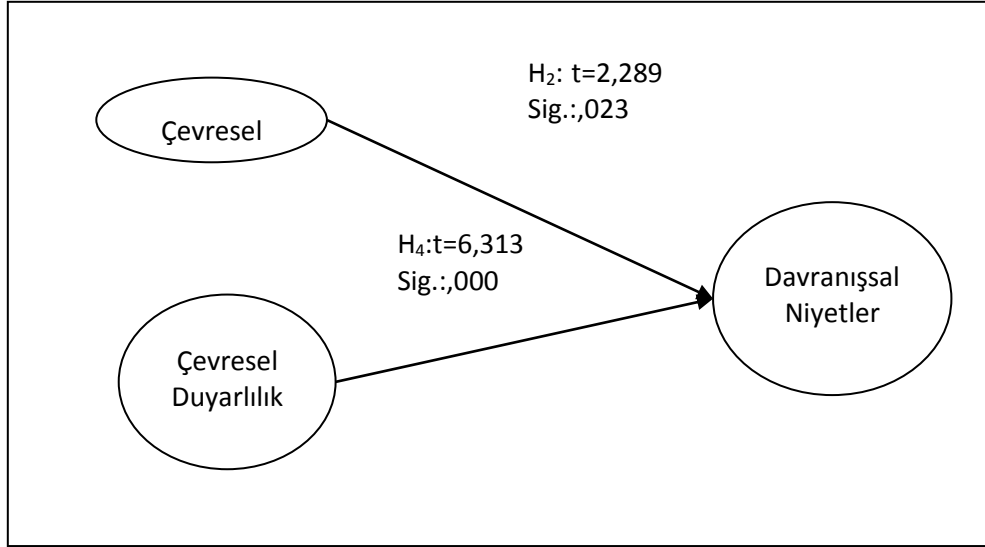 H₂: t=2,289
Sig.:,023
Çevresel
H₄:t=6,313
Sig.:,000
Davranışsal
Niyetler
Çevresel
Duyarlılık